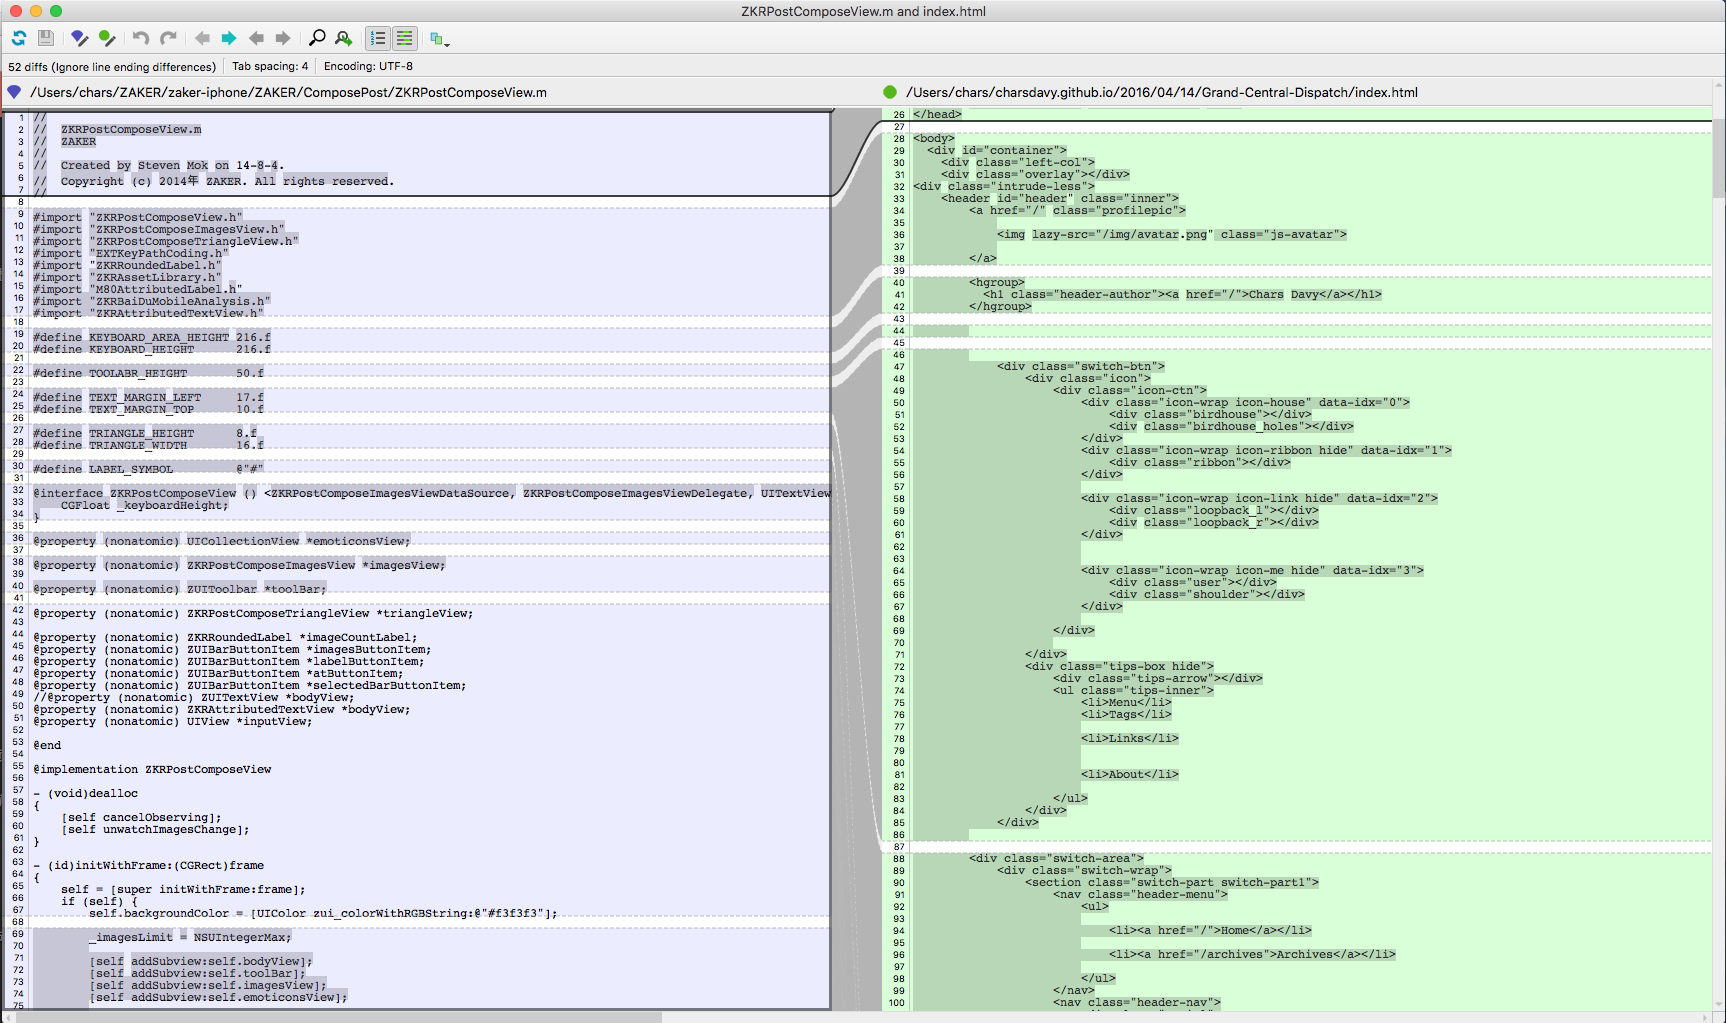 ZKRPostComposeView.m and index.html
52 diffs (Ignore line ending differences)  Tab spacing: 4  Encoding: UTF-8
/Users/chars/ZAKER/zaker-iphone/ZAKER/ComposePost/ZKRPostComposeView.m
1 //
2 //  ZKRPostComposeView.m
3 //  ZAKER
4 //
5 //  Created by Steven Mok on 14-8-4.
6 //  Copyright (c) 2014年 ZAKER. All rights reserved.
7 //
8
9 #import "ZKRPostComposeView.h"
10 #import "ZKRPostComposeImagesView.h"
11 #import "ZKRPostComposeTriangleView.h"
12 #import "EXTKeyPathCoding.h"
13 #import "ZKRRoundedLabel.h"
14 #import "ZKRAssetLibrary.h"
15 #import "M80AttributedLabel.h"
16 #import "ZKRBaiDuMobileAnalysis.h"
17 #import "ZKRAttributedTextView.h"
18
19 #define KEYBOARD_AREA_HEIGHT 216.f
20 #define KEYBOARD_HEIGHT      216.f
21
22 #define TOOLABR_HEIGHT       50.f
23
24 #define TEXT_MARGIN_LEFT     17.f
25 #define TEXT_MARGIN_TOP      10.f
26
27 #define TRIANGLE_HEIGHT      8.f
28 #define TRIANGLE_WIDTH       16.f
29
30 #define LABEL_SYMBOL         @"#"
31
32 @interface ZKRPostComposeView () <ZKRPostComposeImagesViewDataSource, ZKRPostComposeImagesViewDelegate, UITextView
33     CGFloat _keyboardHeight;
34 }
35
36 @property (nonatomic) UICollectionView *emoticonsView;
37
38 @property (nonatomic) ZKRPostComposeImagesView *imagesView;
39
40 @property (nonatomic) ZUIToolbar *toolBar;
41
42 @property (nonatomic) ZKRPostComposeTriangleView *triangleView;
43
44 @property (nonatomic) ZKRRoundedLabel *imageCountLabel;
45 @property (nonatomic) ZUIBarButtonItem *imagesButtonItem;
46 @property (nonatomic) ZUIBarButtonItem *labelButtonItem;
47 @property (nonatomic) ZUIBarButtonItem *atButtonItem;
48 @property (nonatomic) ZUIBarButtonItem *selectedBarButtonItem;
49 //@property (nonatomic) ZUITextView *bodyView;
50 @property (nonatomic) ZKRAttributedTextView *bodyView;
51 @property (nonatomic) UIView *inputView;
52
53 @end
54
55 @implementation ZKRPostComposeView
56
57 - (void)dealloc
58 {
59     [self cancelObserving];
60     [self unwatchImagesChange];
61 }
62
63 - (id)initWithFrame:(CGRect)frame
64 {
65     self = [super initWithFrame:frame];
66     if (self) {
67         self.backgroundColor = [UIColor zui_colorWithRGBString:@"#f3f3f3"];
68
69         _imagesLimit = NSUIntegerMax;
70
71         [self addSubview:self.bodyView];
72         [self addSubview:self.toolBar];
73         [self addSubview:self.imagesView];
74         [self addSubview:self.emoticonsView];
75
/Users/chars/charsdavy.github.io/2016/04/14/Grand-Central-Dispatch/index.html
26 </head>
27
28 <body>
29   <div id="container">
30     <div class="left-col">
31     <div class="overlay"></div>
32 <div class="intrude-less">
33     <header id="header" class="inner">
34         <a href="/" class="profilepic">
35
36             <img lazy-src="/img/avatar.png" class="js-avatar">
37
38         </a>
39
40         <hgroup>
41           <h1 class="header-author"><a href="/">Chars Davy</a></h1>
42         </hgroup>
43
44
45
46
47             <div class="switch-btn">
48                 <div class="icon">
49                     <div class="icon-ctn">
50                         <div class="icon-wrap icon-house" data-idx="0">
51                             <div class="birdhouse"></div>
52                             <div class="birdhouse_holes"></div>
53                         </div>
54                         <div class="icon-wrap icon-ribbon hide" data-idx="1">
55                             <div class="ribbon"></div>
56                         </div>
57
58                         <div class="icon-wrap icon-link hide" data-idx="2">
59                             <div class="loopback_l"></div>
60                             <div class="loopback_r"></div>
61                         </div>
62
63
64                         <div class="icon-wrap icon-me hide" data-idx="3">
65                             <div class="user"></div>
66                             <div class="shoulder"></div>
67                         </div>
68
69                     </div>
70
71                 </div>
72                 <div class="tips-box hide">
73                     <div class="tips-arrow"></div>
74                     <ul class="tips-inner">
75                         <li>Menu</li>
76                         <li>Tags</li>
77
78                         <li>Links</li>
79
80
81                         <li>About</li>
82
83                     </ul>
84                 </div>
85             </div>
86
87
88         <div class="switch-area">
89             <div class="switch-wrap">
90                 <section class="switch-part switch-part1">
91                     <nav class="header-menu">
92                         <ul>
93
94                             <li><a href="/">Home</a></li>
95
96                             <li><a href="/archives">Archives</a></li>
97
98                         </ul>
99                     </nav>
100                     <nav class="header-nav">